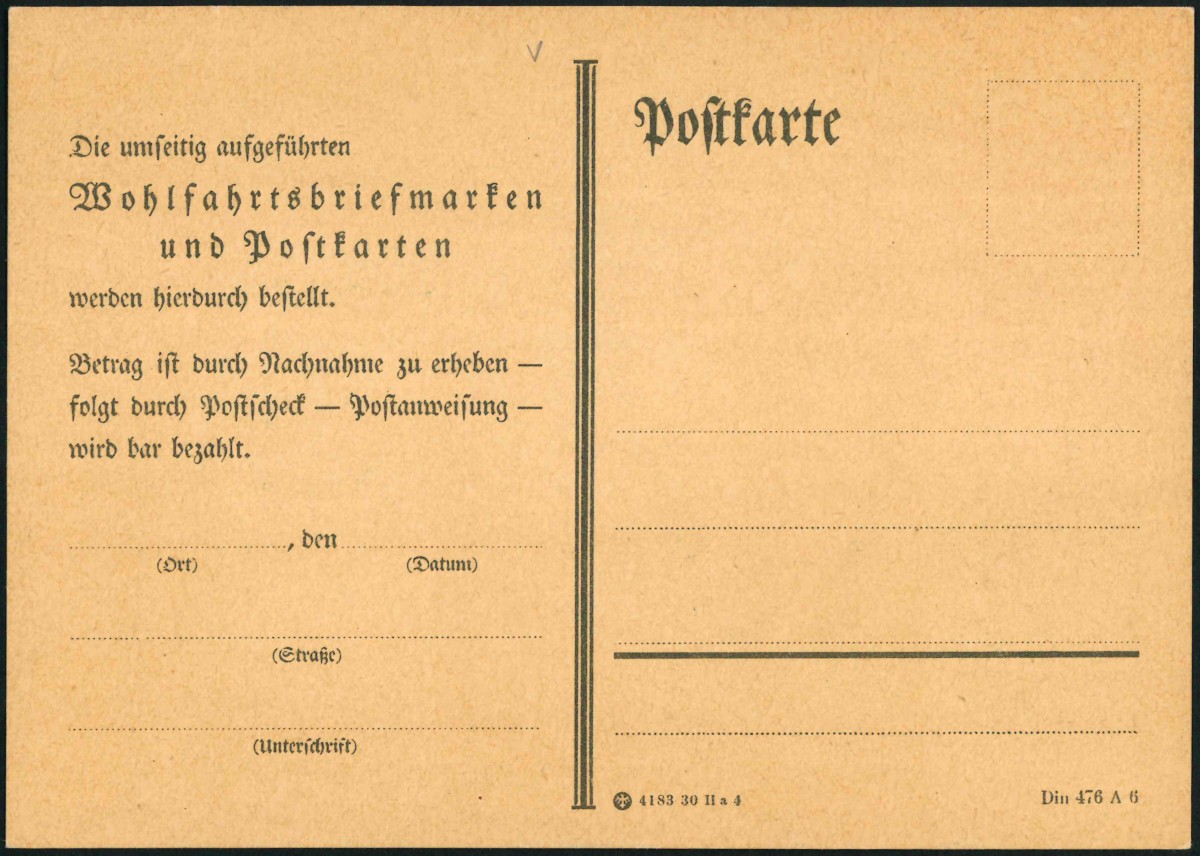 Die umseitig aufgeführten
Wohlfahrtsbriefmarken
und Postkarten
werden hierdurch bestellt.
Betrag ist durch Nachnahme zu erheben —
folgt durch Postscheck — Postanweisung —
wird bar bezahlt.
, den
(Ort) (Datum)
(Straße)
(Unterschrift)
Postkarte
4183 30 II a 4
Din 476 A 6